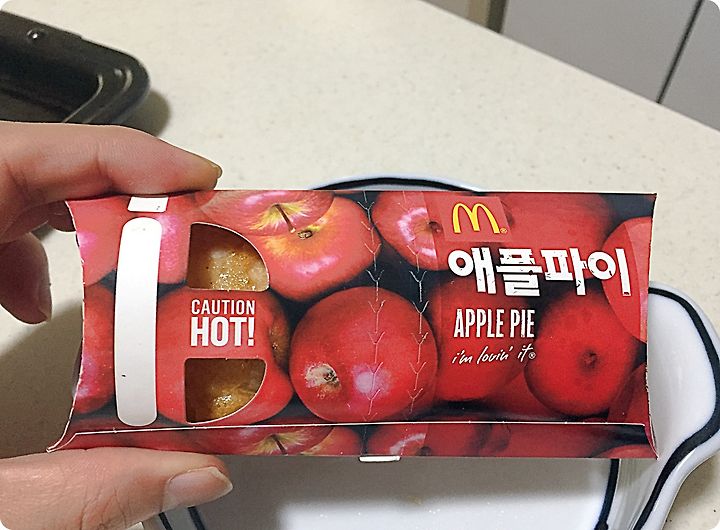 애플파이
APPLE PIE
i'm lovin' it®
CAUTION
HOT!